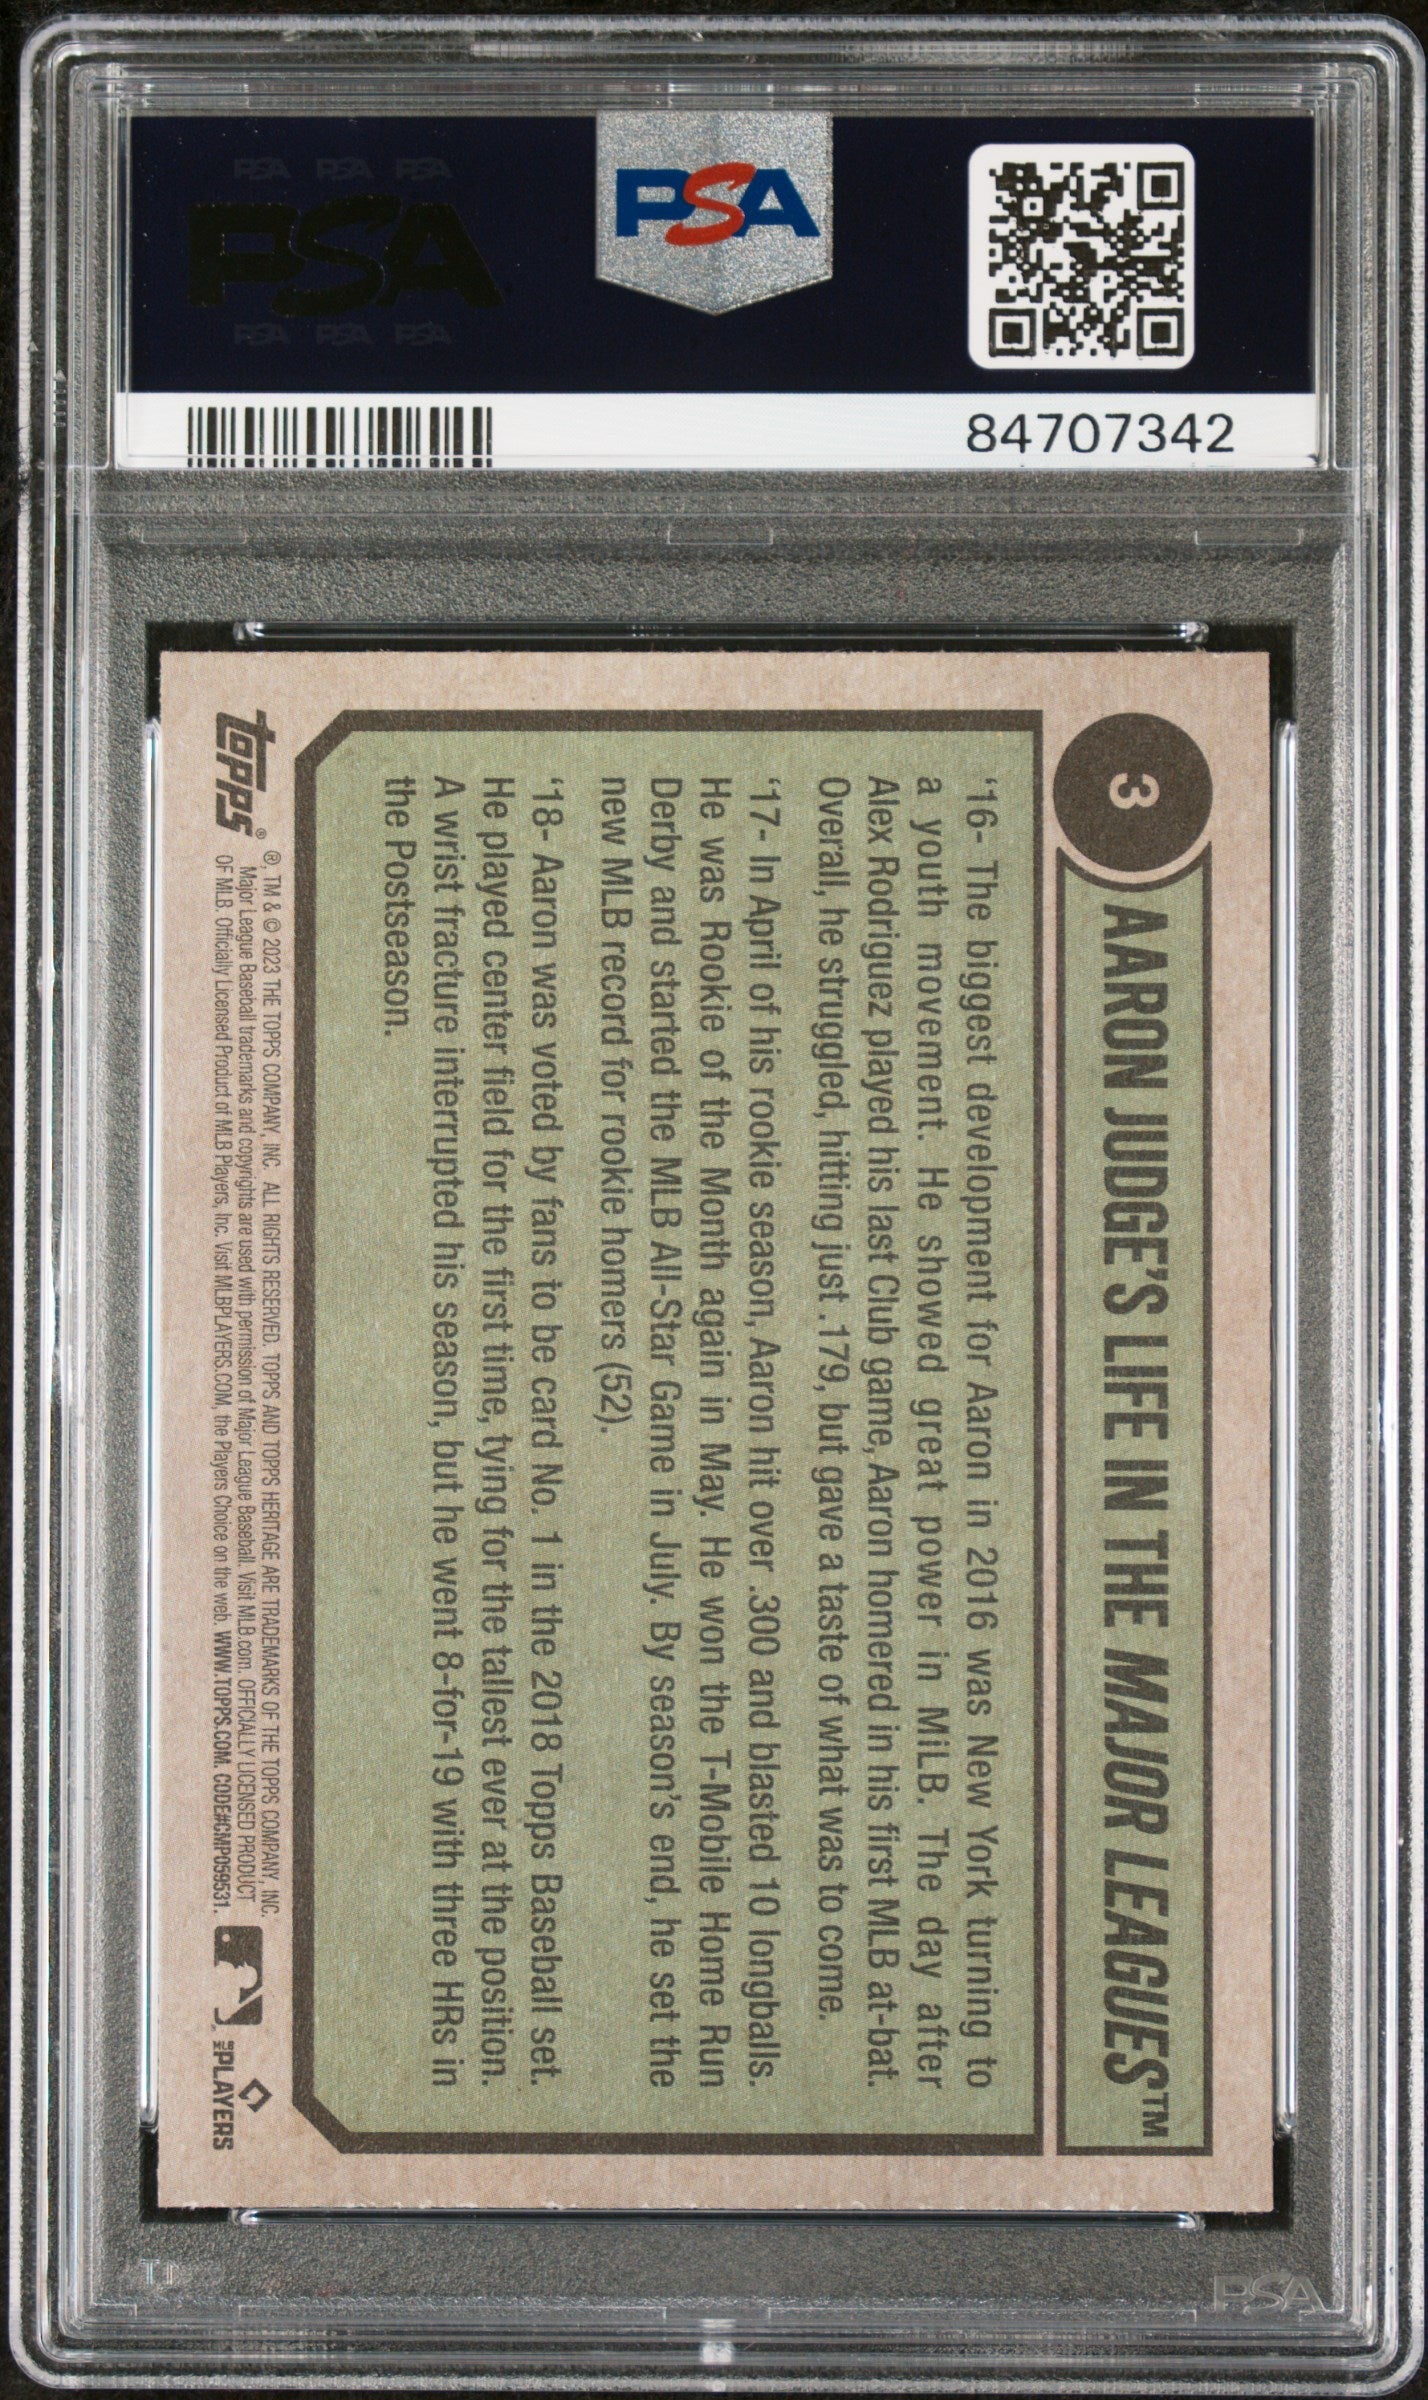 PSA PSA PSA
PSA
PSA PSA PSA
PSA
84707342
3
AARON JUDGE'S LIFE IN THE MAJOR LEAGUES™
'16- The biggest development for Aaron in 2016 was New York turning to
a youth movement. He showed great power in MiLB. The day after
Alex Rodriguez played his last Club game, Aaron homered in his first MLB at-bat.
Overall, he struggled, hitting just .179, but gave a taste of what was to come.
'17- In April of his rookie season, Aaron hit over .300 and blasted 10 longballs.
He was Rookie of the Month again in May. He won the T-Mobile Home Run
Derby and started the MLB All-Star Game in July. By season's end, he set the
new MLB record for rookie homers (52).
'18- Aaron was voted by fans to be card No. 1 in the 2018 Topps Baseball set.
He played center field for the first time, tying for the tallest ever at the position.
A wrist fracture interrupted his season, but he went 8-for-19 with three HRs in
the Postseason.
topps®
®, TM & © 2023 THE TOPPS COMPANY, INC. ALL RIGHTS RESERVED. TOPPS AND TOPPS HERITAGE ARE TRADEMARKS OF THE TOPPS COMPANY, INC.
Major League Baseball trademarks and copyrights are used with permission of Major League Baseball. Visit MLB.com. OFFICIALLY LICENSED PRODUCT
OF MLB. Officially Licensed Product of MLB Players, Inc. Visit MLBPLAYERS.COM, the Players Choice on the web. WWW.TOPPS.COM. CODE#CMP059531.
MLB PLAYERS
PSA